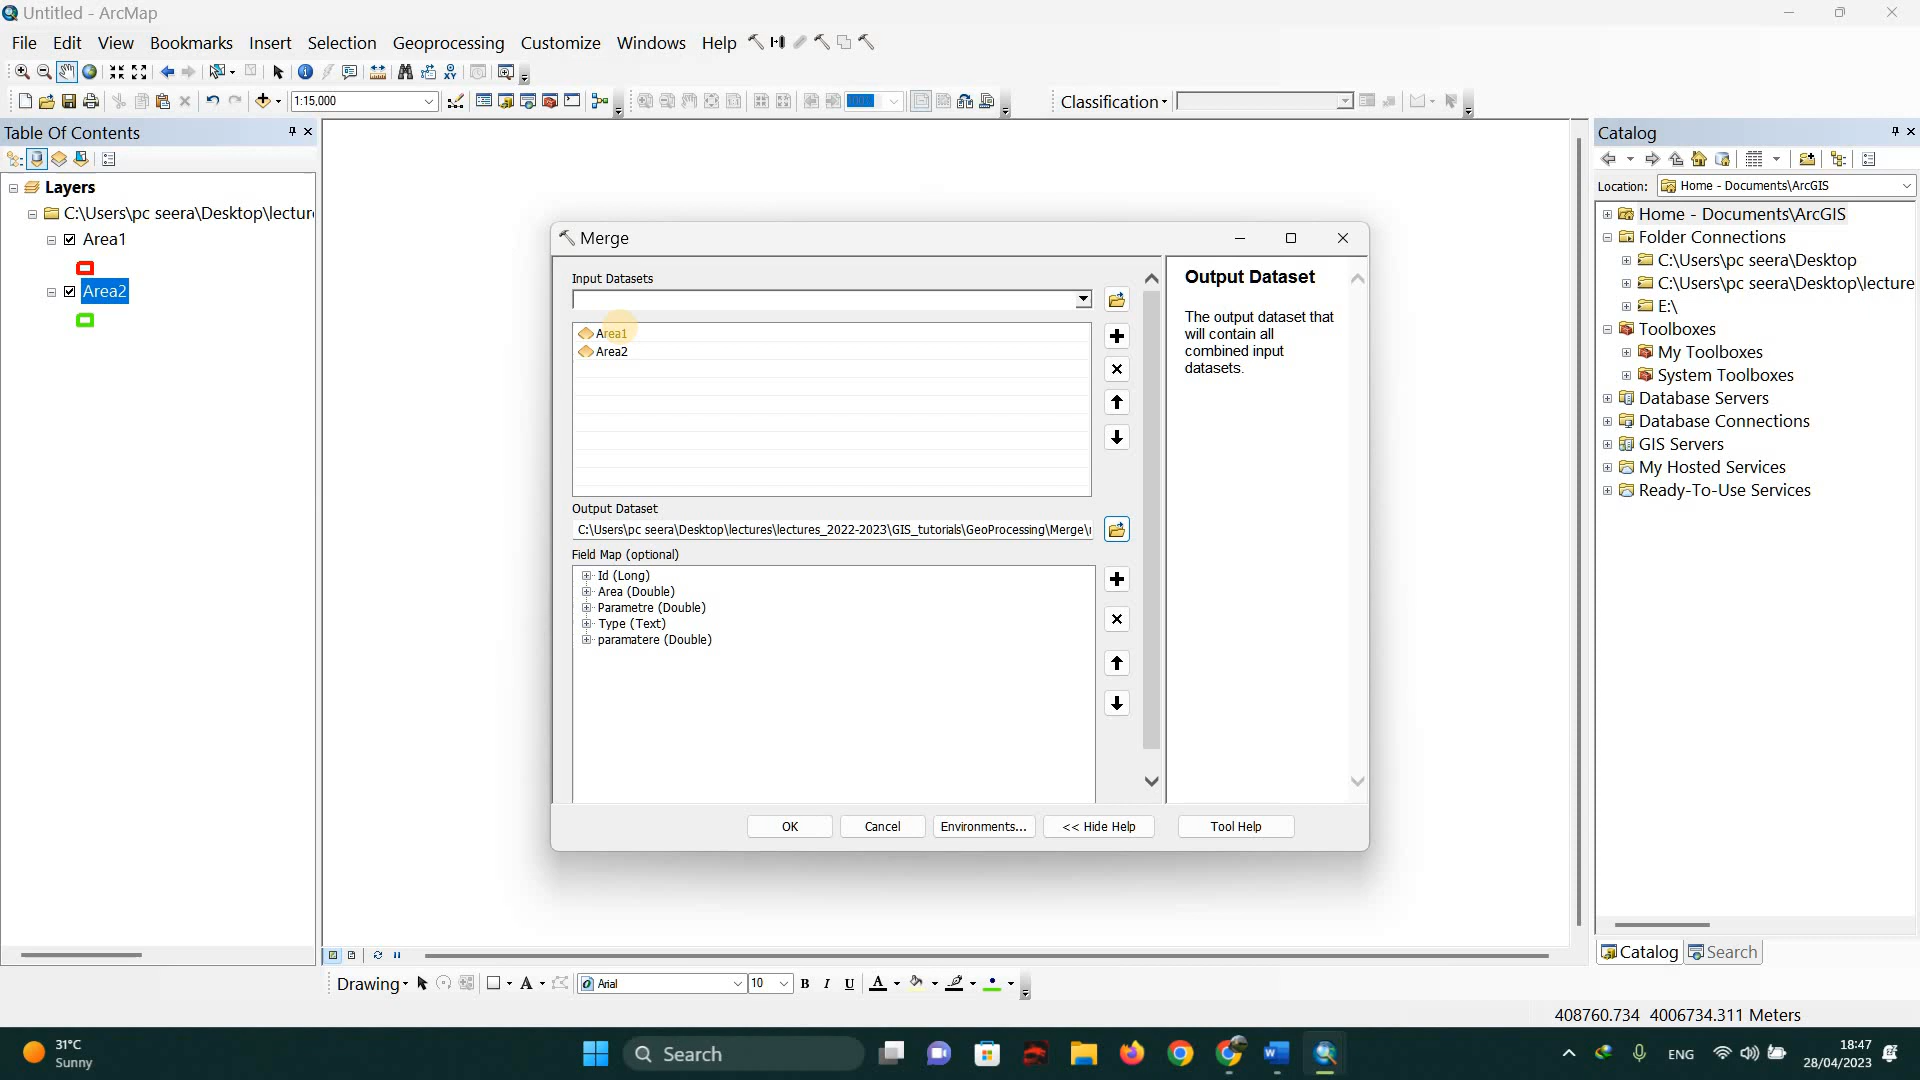 Untitled - ArcMap
File Edit View Bookmarks Insert Selection Geoprocessing Customize Windows Help
1:15,000
Classification
Table Of Contents
Layers
C:\Users\pc seera\Desktop\lectur
Area1
Area2
Merge
Input Datasets
Area1
Area2
Output Dataset
C:\Users\pc seera\Desktop\lectures\lectures_2022-2023\GIS_tutorials\GeoProcessing\Merge\
Field Map (optional)
Id (Long)
Area (Double)
Parametre (Double)
Type (Text)
paramatere (Double)
OK
Cancel
Environments...
<< Hide Help
Tool Help
Output Dataset
The output dataset that
will contain all
combined input
datasets.
Catalog
Location: Home - Documents\ArcGIS
Home - Documents\ArcGIS
Folder Connections
C:\Users\pc seera\Desktop
C:\Users\pc seera\Desktop\lecture
E:\
Toolboxes
My Toolboxes
System Toolboxes
Database Servers
Database Connections
GIS Servers
My Hosted Services
Ready-To-Use Services
Catalog Search
Drawing A Arial 10 B I U A
408760.734 4006734.311 Meters
31°C
Sunny
Search
ENG
18:47
28/04/2023